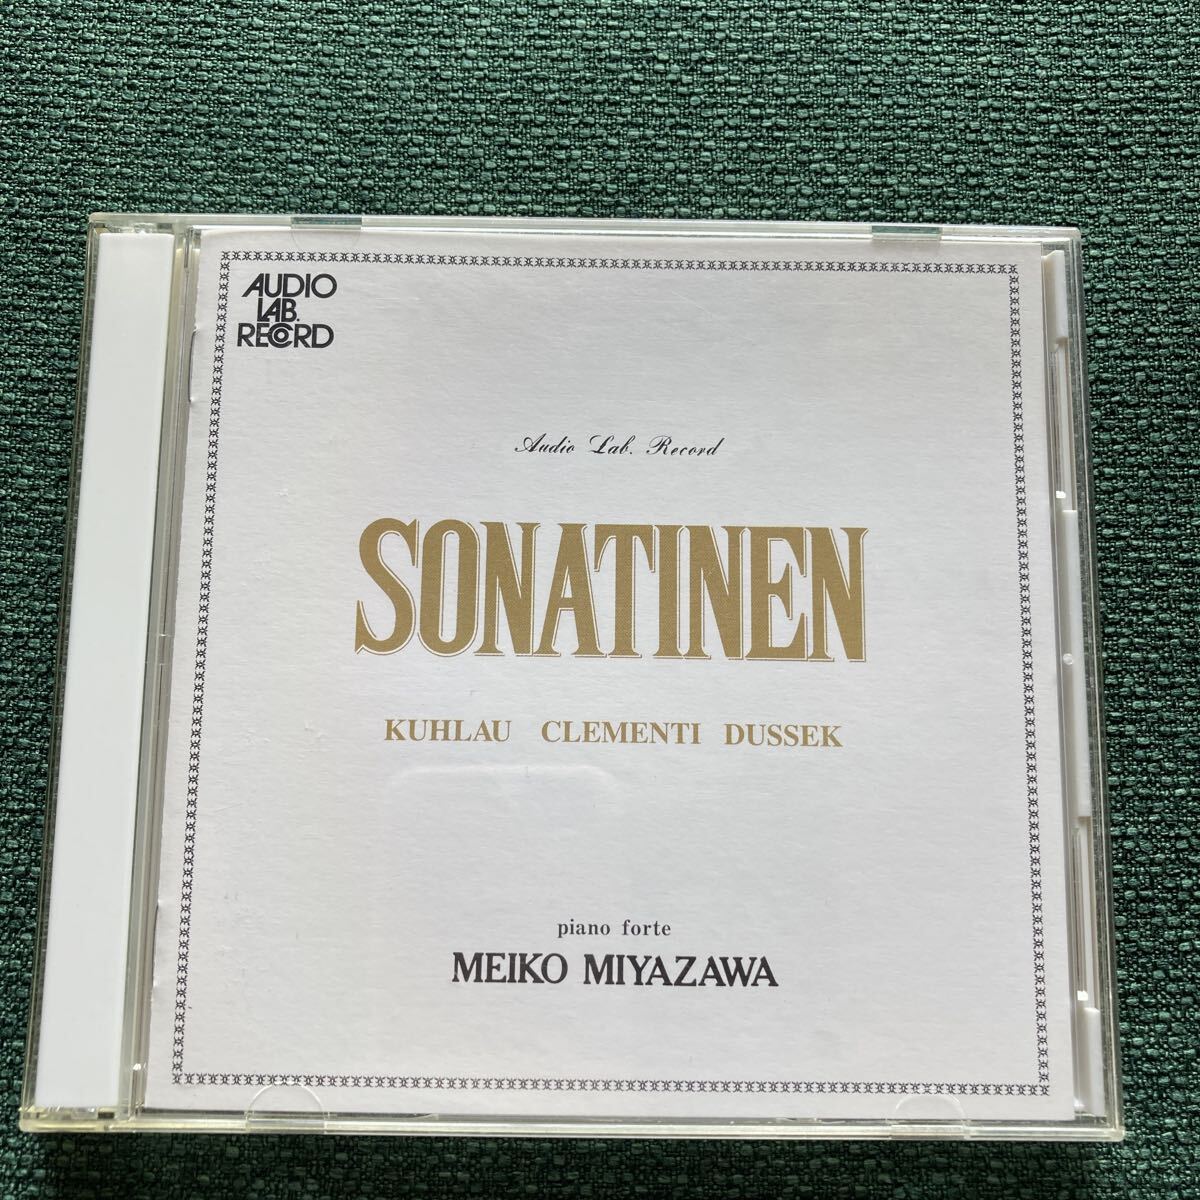 AUDIO
LAB.
RECORD
Audio Lab. Record
SONATINEN
KUHLAU CLEMENTI DUSSEK
piano forte
MEIKO MIYAZAWA